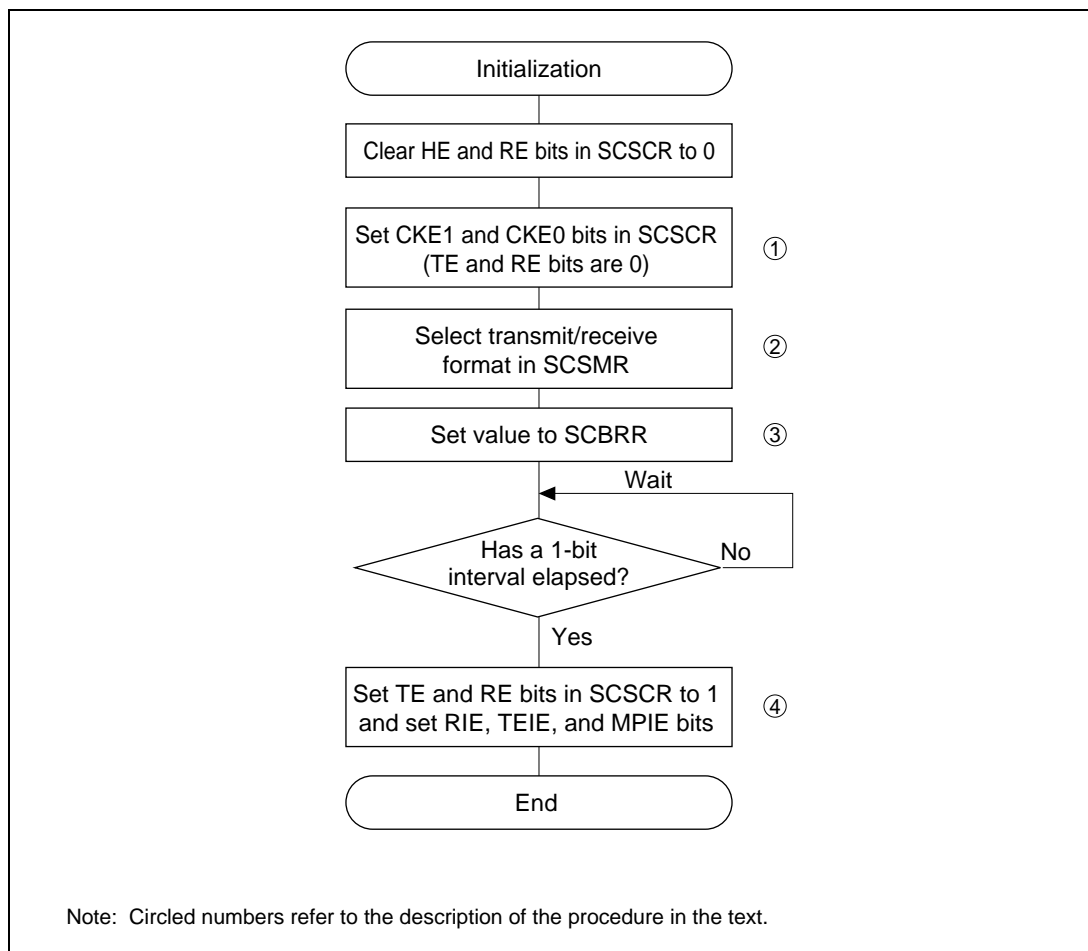 Initialization
Clear HE and RE bits in SCSCR to 0
Set CKE1 and CKE0 bits in SCSCR
(TE and RE bits are 0)
①
Select transmit/receive
format in SCSMR
②
Set value to SCBRR
③
Wait
Has a 1-bit
interval elapsed?
No
Yes
Set TE and RE bits in SCSCR to 1
and set RIE, TEIE, and MPIE bits
④
End
Note: Circled numbers refer to the description of the procedure in the text.